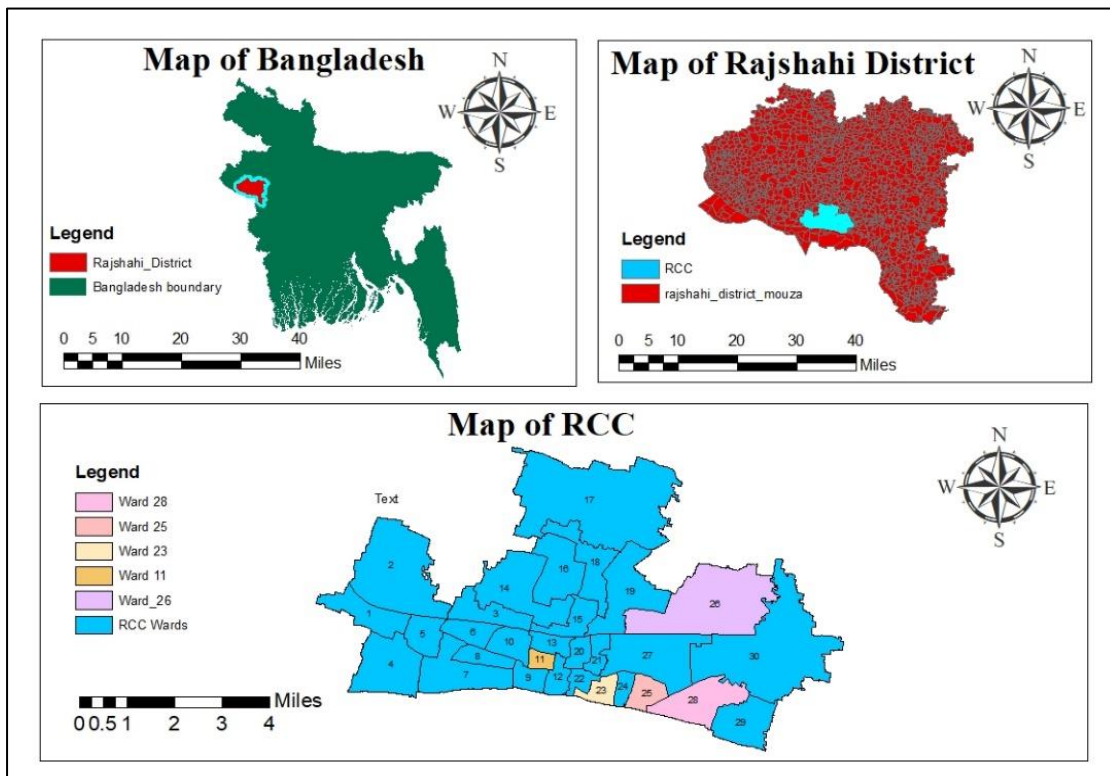 Map of Bangladesh
N
W E
S
Legend
Rajshahi_District
Bangladesh boundary
0 5 10 20 30 40
Miles
Map of Rajshahi District
N
W E
S
Legend
RCC
rajshahi_district_mouza
0 5 10 20 30 40
Miles
Map of RCC
N
W E
S
Legend
Ward 28
Ward 25
Ward 23
Ward 11
Ward_26
RCC Wards
Text
17
2
16
18
14
19
26
1
3
15
5
6
10
13
20
21
27
30
4
8
7
11
9
12
22
23
24
25
28
29
Miles
0 0.5 1 2 3 4